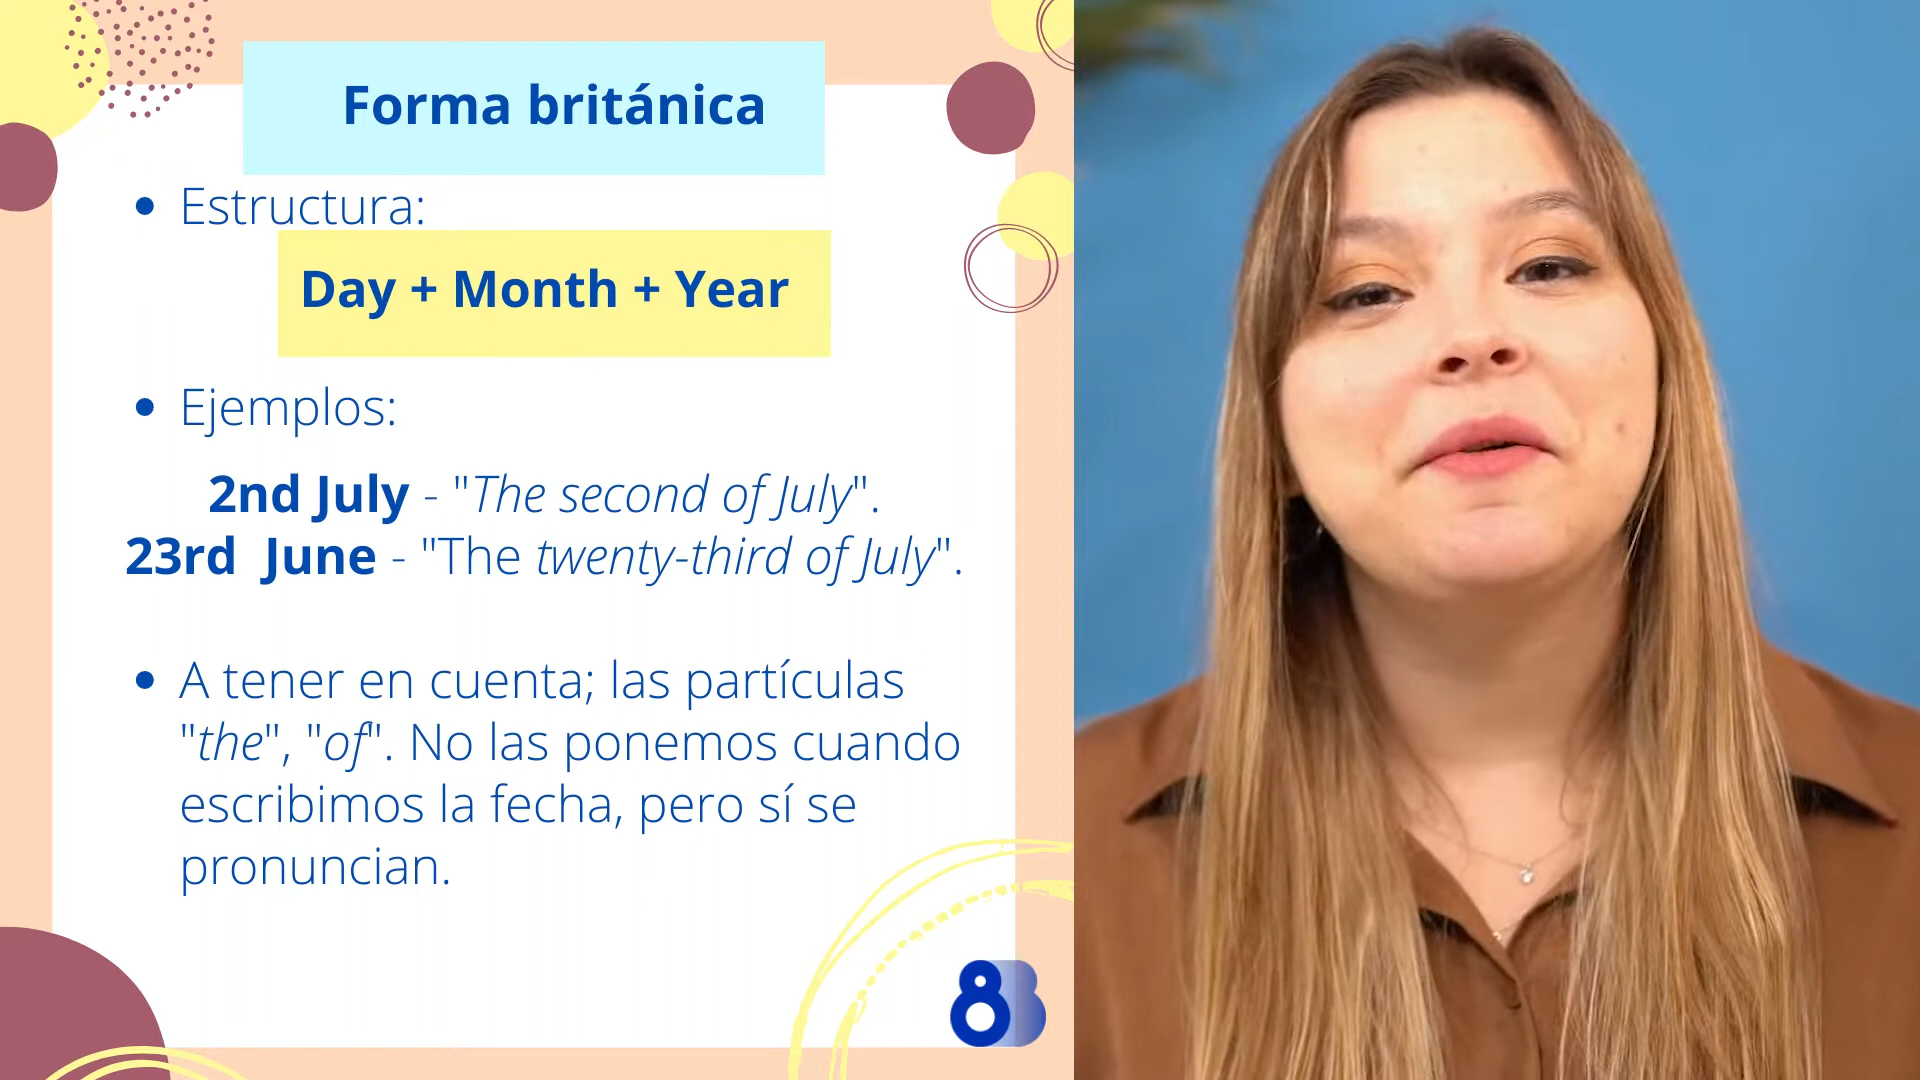 Forma británica
• Estructura:
Day + Month + Year
• Ejemplos:
2nd July - "The second of July".
23rd June - "The twenty-third of July".
• A tener en cuenta; las partículas
"the", "of". No las ponemos cuando
escribimos la fecha, pero sí se
pronuncian.
8